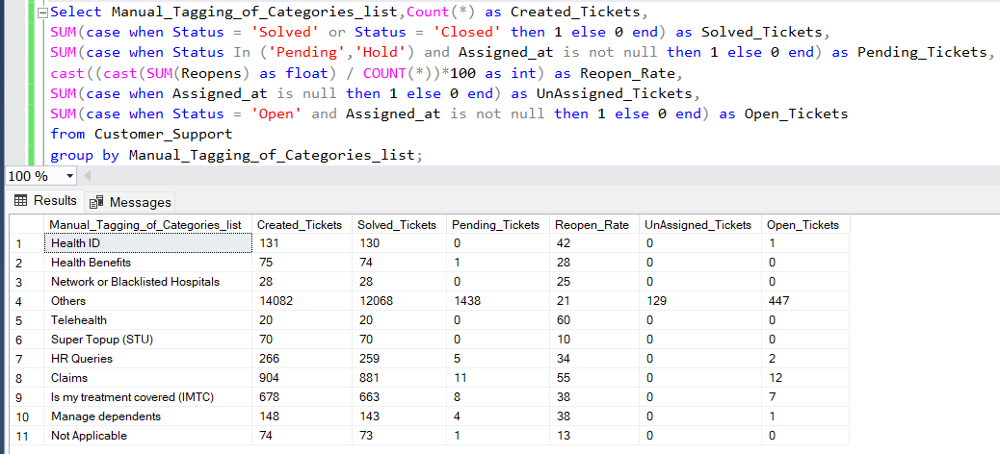 Select Manual_Tagging_of_Categories_list,Count(*) as Created_Tickets,
SUM(case when Status = 'Solved' or Status = 'Closed' then 1 else 0 end) as Solved_Tickets,
SUM(case when Status In ('Pending','Hold') and Assigned_at is not null then 1 else 0 end) as Pending_Tickets,
cast((cast(SUM(Reopens) as float) / COUNT(*))*100 as int) as Reopen_Rate,
SUM(case when Assigned_at is null then 1 else 0 end) as UnAssigned_Tickets,
SUM(case when Status = 'Open' and Assigned_at is not null then 1 else 0 end) as Open_Tickets
from Customer_Support
group by Manual_Tagging_of_Categories_list;
100 %
Results Messages
Manual_Tagging_of_Categories_list Created_Tickets Solved_Tickets Pending_Tickets Reopen_Rate UnAssigned_Tickets Open_Tickets
1 Health ID 131 130 0 42 0 1
2 Health Benefits 75 74 1 28 0 0
3 Network or Blacklisted Hospitals 28 28 0 25 0 0
4 Others 14082 12068 1438 21 129 447
5 Telehealth 20 20 0 60 0 0
6 Super Topup (STU) 70 70 0 10 0 0
7 HR Queries 266 259 5 34 0 2
8 Claims 904 881 11 55 0 12
9 Is my treatment covered (IMTC) 678 663 8 38 0 7
10 Manage dependents 148 143 4 38 0 1
11 Not Applicable 74 73 1 13 0 0